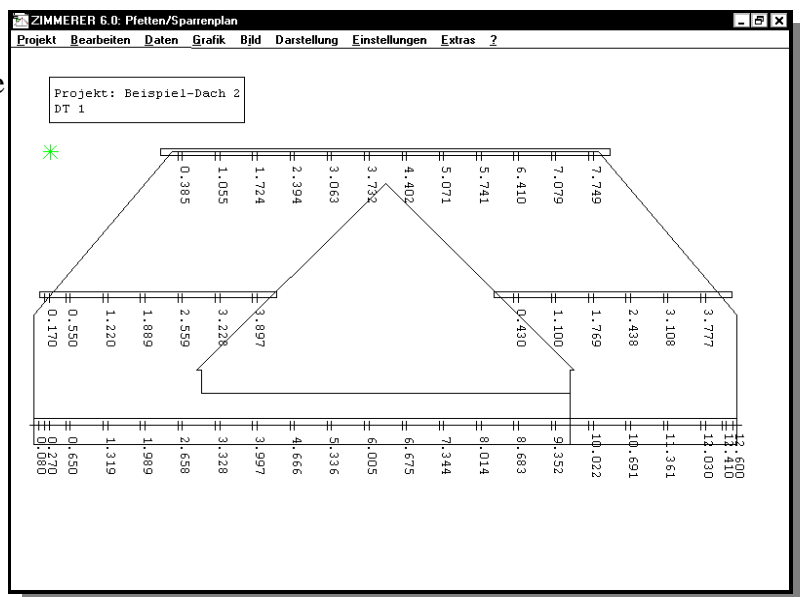 ZIMMERER 6.0: Pfetten/Sparrenplan
Projekt Bearbeiten Daten Grafik Bild Darstellung Einstellungen Extras ?
e
Projekt: Beispiel-Dach 2
DT 1
0.385 1.055 1.724 2.394 3.063 3.732 4.402 5.071 5.741 6.410 7.079 7.749
0.170 0.550 1.220 1.889 2.559 3.228 3.897 0.430 1.100 1.769 2.438 3.108 3.777
0.080 0.270 0.650 1.319 1.989 2.658 3.328 3.997 4.666 5.336 6.005 6.675 7.344 8.014 8.683 9.352 10.022 10.691 11.361 12.030 12.410 12.600